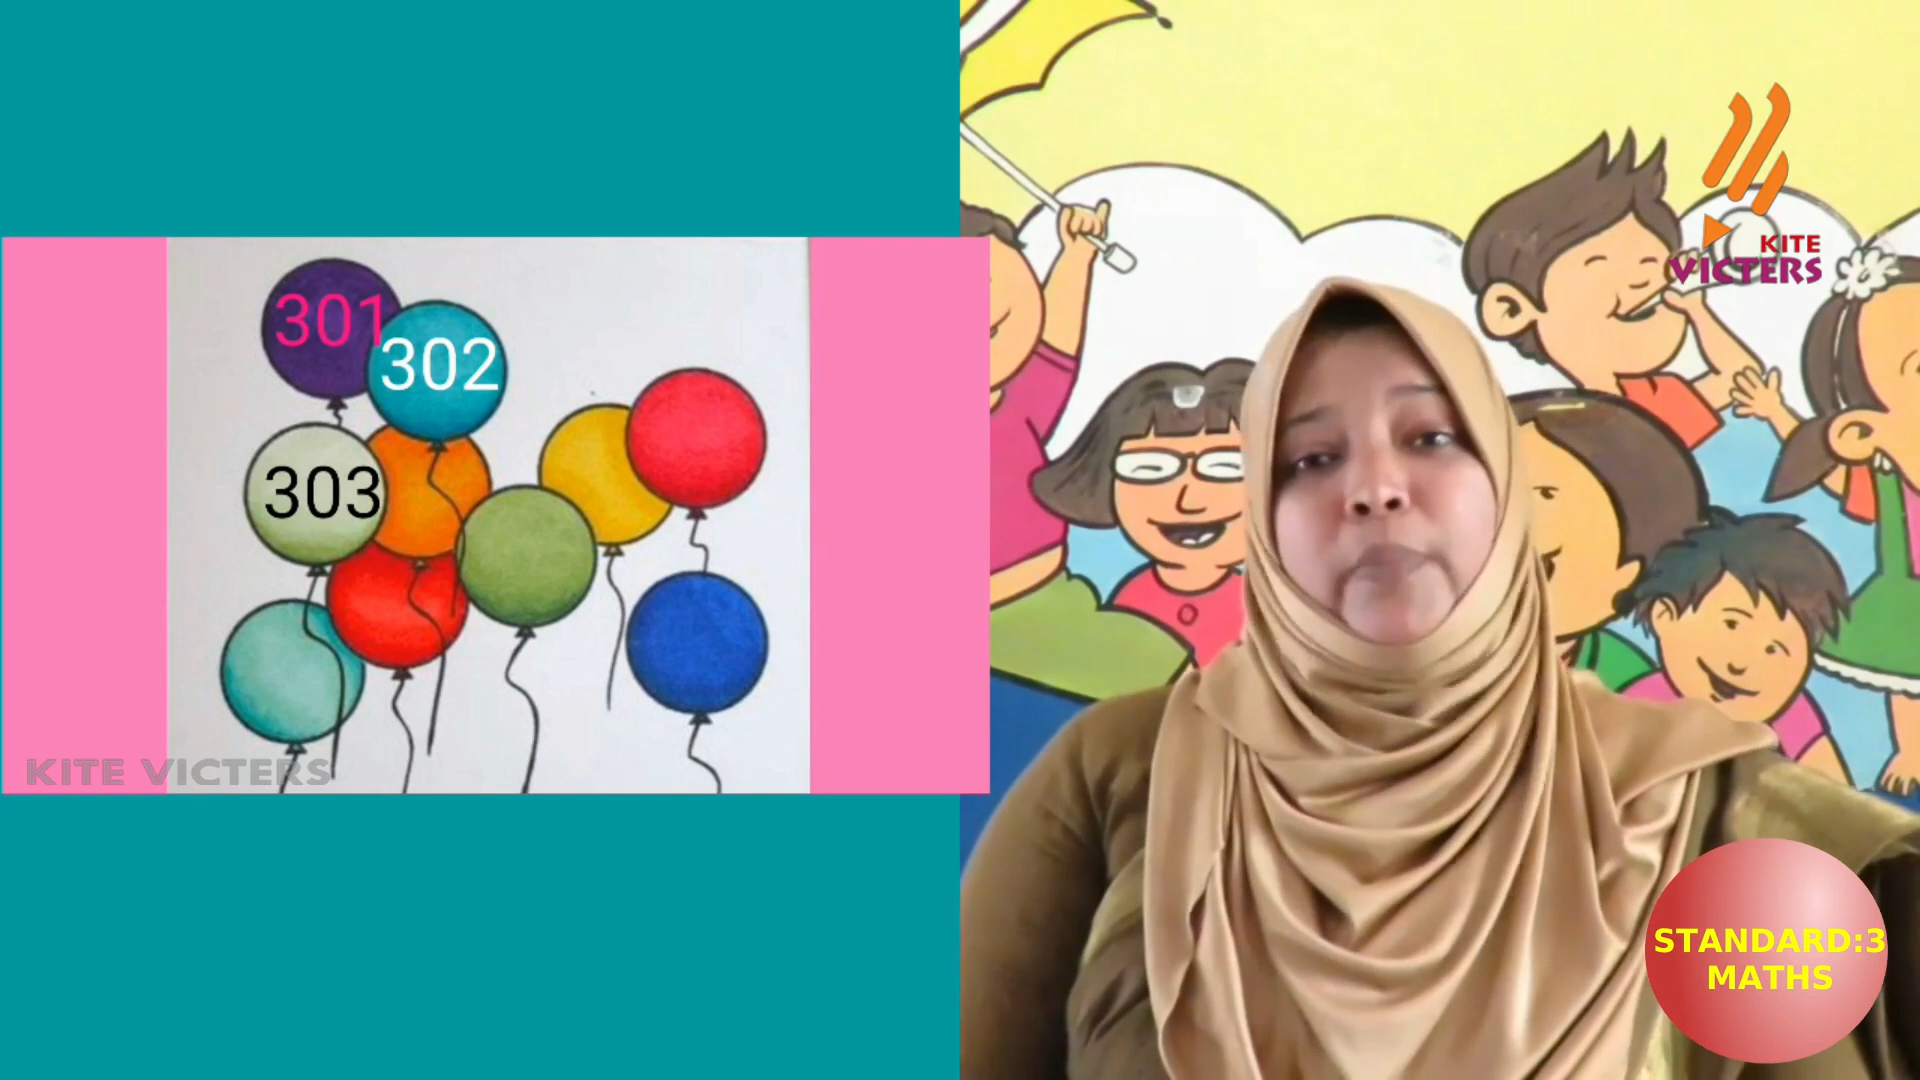 301
302
303
KITE VICTERS
KITE
VICTERS
STANDARD:3
MATHS